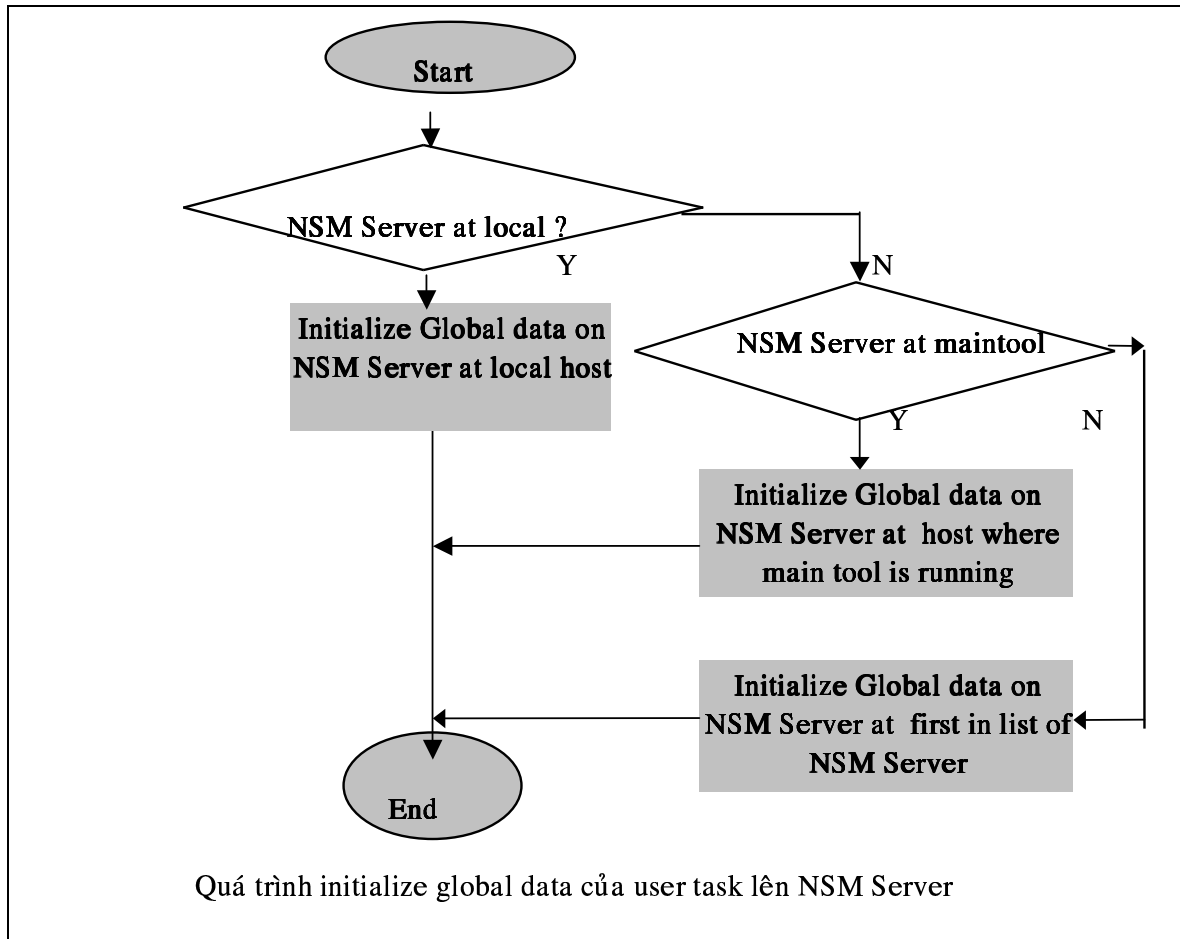 Start
NSM Server at local ?
Y
N
Initialize Global data on
NSM Server at local host
NSM Server at maintool
Y
N
Initialize Global data on
NSM Server at host where
main tool is running
Initialize Global data on
NSM Server at first in list of
NSM Server
End
Quá trình initialize global data của user task lên NSM Server